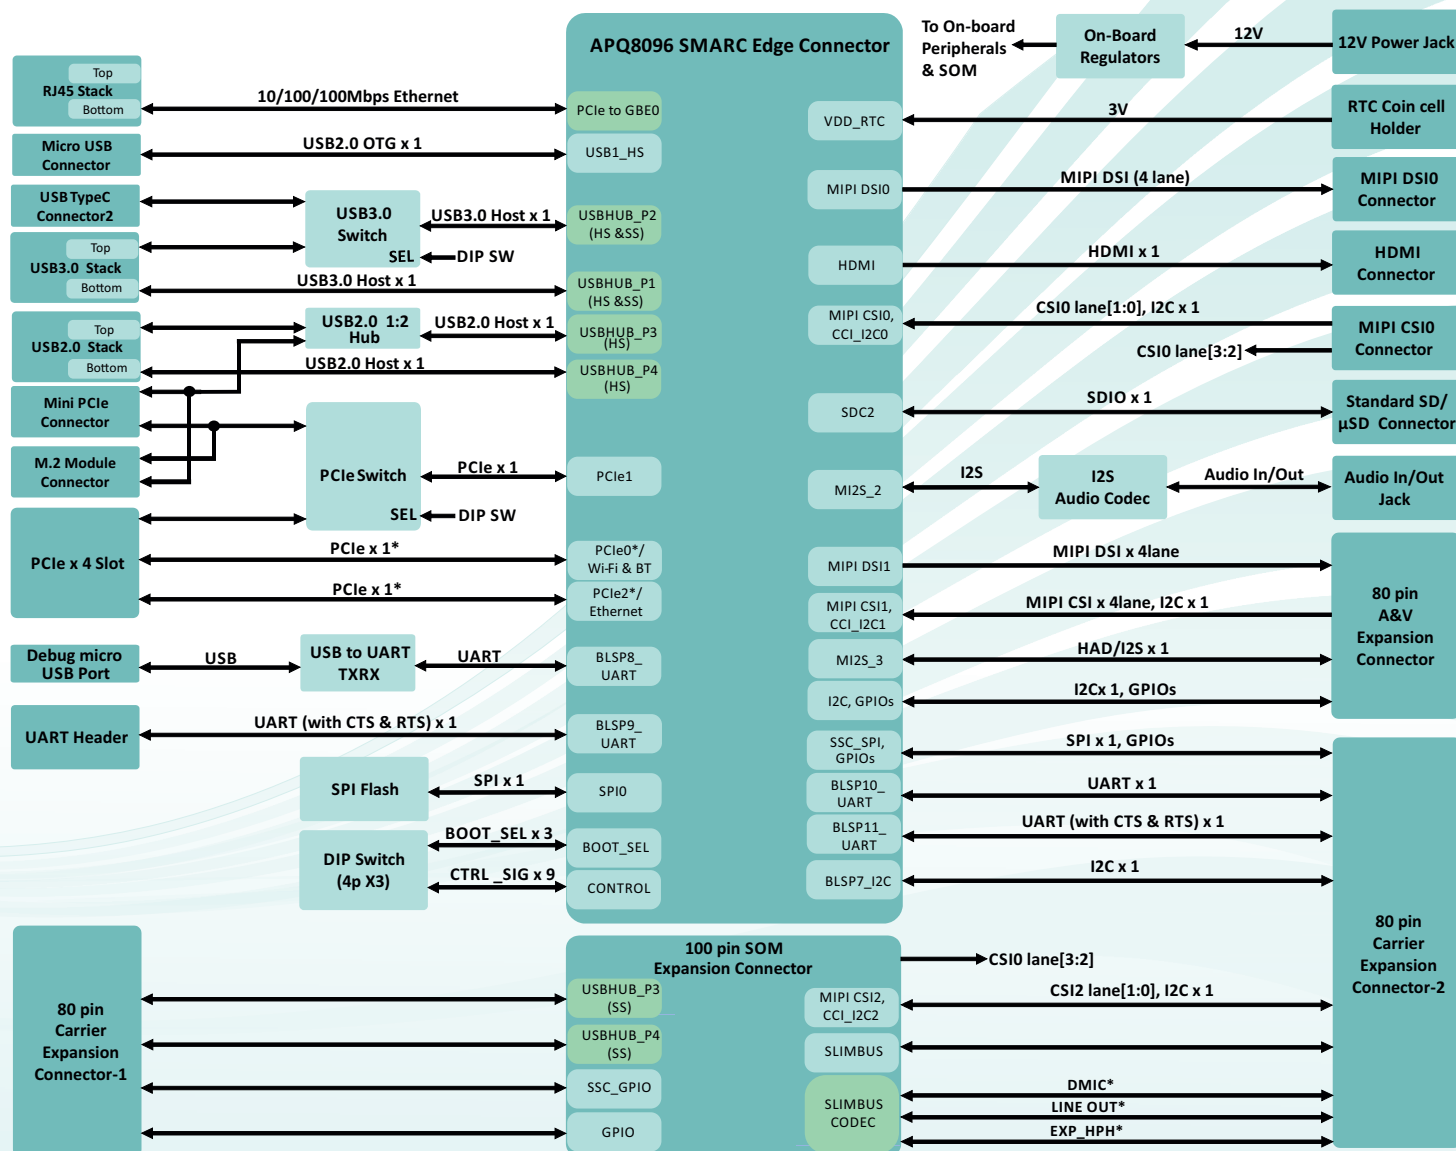 APQ8096 SMARC Edge Connector
Top
RJ45 Stack
Bottom
10/100/100Mbps Ethernet
PCIe to GBE0
Micro USB
Connector
USB2.0 OTG x 1
USB1_HS
USB TypeC
Connector2
USB3.0
Switch
SEL
USB3.0 Host x 1
DIP SW
USBHUB_P2
(HS &SS)
Top
USB3.0 Stack
Bottom
USB3.0 Host x 1
USBHUB_P1
(HS &SS)
Top
USB2.0 Stack
Bottom
USB2.0 1:2
Hub
USB2.0 Host x 1
USBHUB_P3
(HS)
USB2.0 Host x 1
USBHUB_P4
(HS)
Mini PCIe
Connector
M.2 Module
Connector
PCIe Switch
SEL
PCIe x 1
DIP SW
PCIe1
PCIe x 4 Slot
PCIe x 1*
PCIe0*/
Wi-Fi & BT
PCIe x 1*
PCIe2*/
Ethernet
Debug micro
USB Port
USB
USB to UART
TXRX
UART
BLSP8_
UART
UART Header
UART (with CTS & RTS) x 1
BLSP9_
UART
SPI Flash
SPI x 1
SPI0
DIP Switch
(4p X3)
BOOT_SEL x 3
BOOT_SEL
CTRL _SIG x 9
CONTROL
To On-board
Peripherals
& SOM
On-Board
Regulators
12V
12V Power Jack
VDD_RTC
3V
RTC Coin cell
Holder
MIPI DSI0
MIPI DSI (4 lane)
MIPI DSI0
Connector
HDMI
HDMI x 1
HDMI
Connector
MIPI CSI0,
CCI_I2C0
CSI0 lane[1:0], I2C x 1
CSI0 lane[3:2]
MIPI CSI0
Connector
SDC2
SDIO x 1
Standard SD/
µSD Connector
MI2S_2
I2S
I2S
Audio Codec
Audio In/Out
Audio In/Out
Jack
MIPI DSI1
MIPI DSI x 4lane
MIPI CSI1,
CCI_I2C1
MIPI CSI x 4lane, I2C x 1
MI2S_3
HAD/I2S x 1
I2C, GPIOs
I2Cx 1, GPIOs
80 pin
A&V
Expansion
Connector
SSC_SPI,
GPIOs
SPI x 1, GPIOs
BLSP10_
UART
UART x 1
BLSP11_
UART
UART (with CTS & RTS) x 1
BLSP7_I2C
I2C x 1
80 pin
Carrier
Expansion
Connector-2
100 pin SOM
Expansion Connector
80 pin
Carrier
Expansion
Connector-1
USBHUB_P3
(SS)
USBHUB_P4
(SS)
SSC_GPIO
GPIO
CSI0 lane[3:2]
MIPI CSI2,
CCI_I2C2
CSI2 lane[1:0], I2C x 1
SLIMBUS
SLIMBUS
CODEC
DMIC*
LINE OUT*
EXP_HPH*